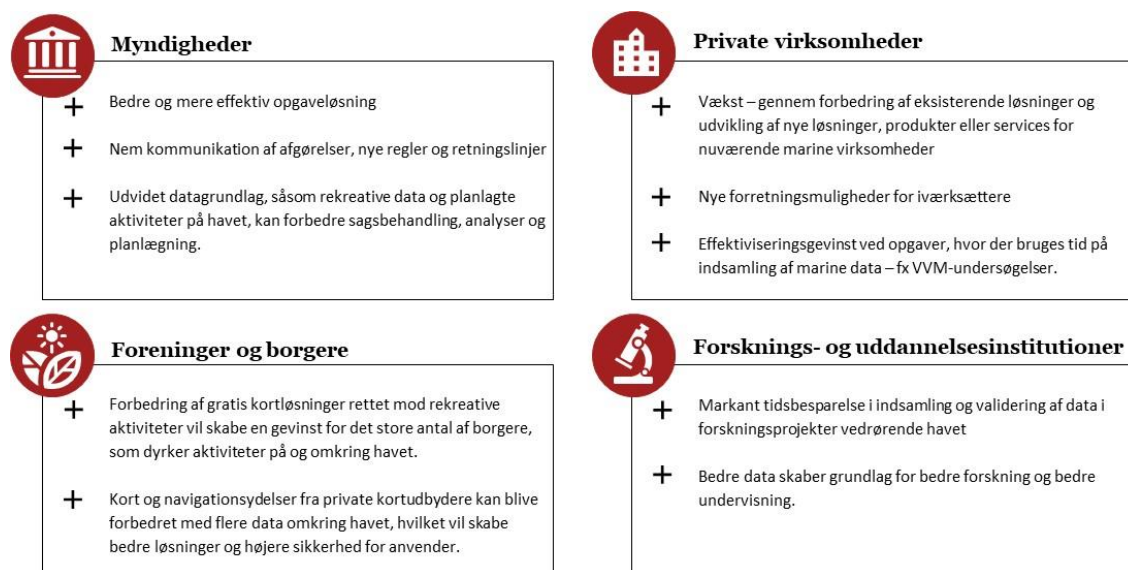 Myndigheder
+ Bedre og mere effektiv opgaveløsning
+ Nem kommunikation af afgørelser, nye regler og retningslinjer
+ Udvidet datagrundlag, såsom rekreative data og planlagte
aktiviteter på havet, kan forbedre sagsbehandling, analyser og
planlægning.
Private virksomheder
+ Vækst – gennem forbedring af eksisterende løsninger og
udvikling af nye løsninger, produkter eller services for
nuværende marine virksomheder
+ Nye forretningsmuligheder for iværksættere
+ Effektiviseringsgevinst ved opgaver, hvor der bruges tid på
indsamling af marine data – fx VVM-undersøgelser.
Foreninger og borgere
+ Forbedring af gratis kortløsninger rettet mod rekreative
aktiviteter vil skabe en gevinst for det store antal af borgere,
som dyrker aktiviteter på og omkring havet.
+ Kort og navigationsydelser fra private kortudbydere kan blive
forbedret med flere data omkring havet, hvilket vil skabe
bedre løsninger og højere sikkerhed for anvender.
Forsknings- og uddannelsesinstitutioner
+ Markant tidsbesparelse i indsamling og validering af data i
forskningsprojekter vedrørende havet
+ Bedre data skaber grundlag for bedre forskning og bedre
undervisning.